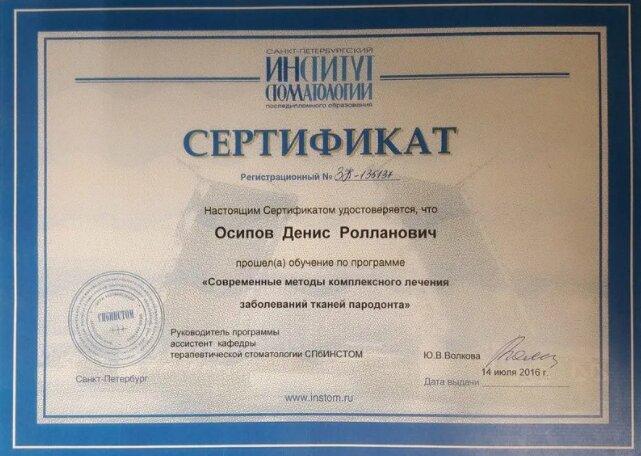 САНКТ-ПЕТЕРБУРГСКИЙ
ИНСТИТУТ
СТОМАТОЛОГИИ
последипломного образования
СЕРТИФИКАТ
Регистрационный №
Настоящим Сертификатом удостоверяется, что
Осипов Денис Ролланович
прошел(а) обучение по программе
«Современные методы комплексного лечения
заболеваний тканей пародонта»
СПбИНСТОМ
Руководитель программы
ассистент кафедры
терапевтической стоматологии СПбИНСТОМ
Ю.В.Волкова
14 июля 2016 г.
Санкт-Петербург
Дата выдачи
www.instom.ru